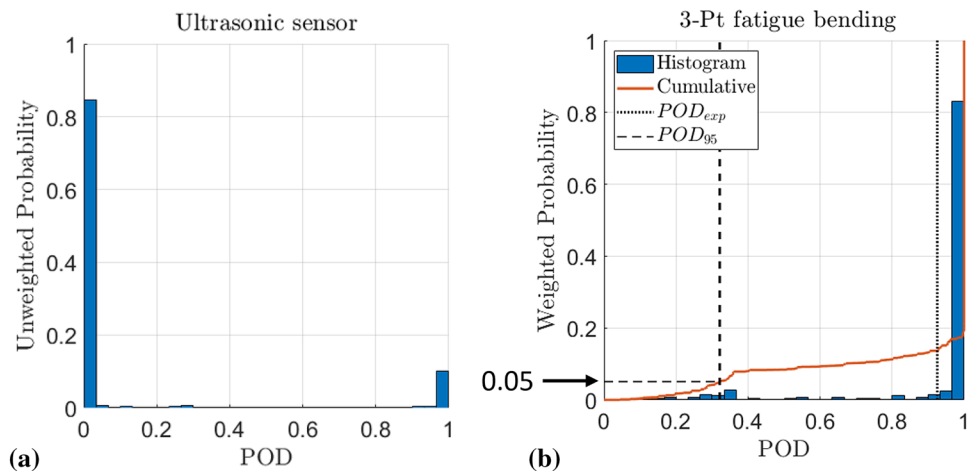 Ultrasonic sensor
Unweighted Probability
1
0.8
0.6
0.4
0.2
0
0 0.2 0.4 0.6 0.8 1
POD
(a)
3-Pt fatigue bending
Weighted Probability
1
0.8
0.6
0.4
0.2
0
Histogram
Cumulative
POD_exp
POD_95
0.05
0 0.2 0.4 0.6 0.8 1
POD
(b)